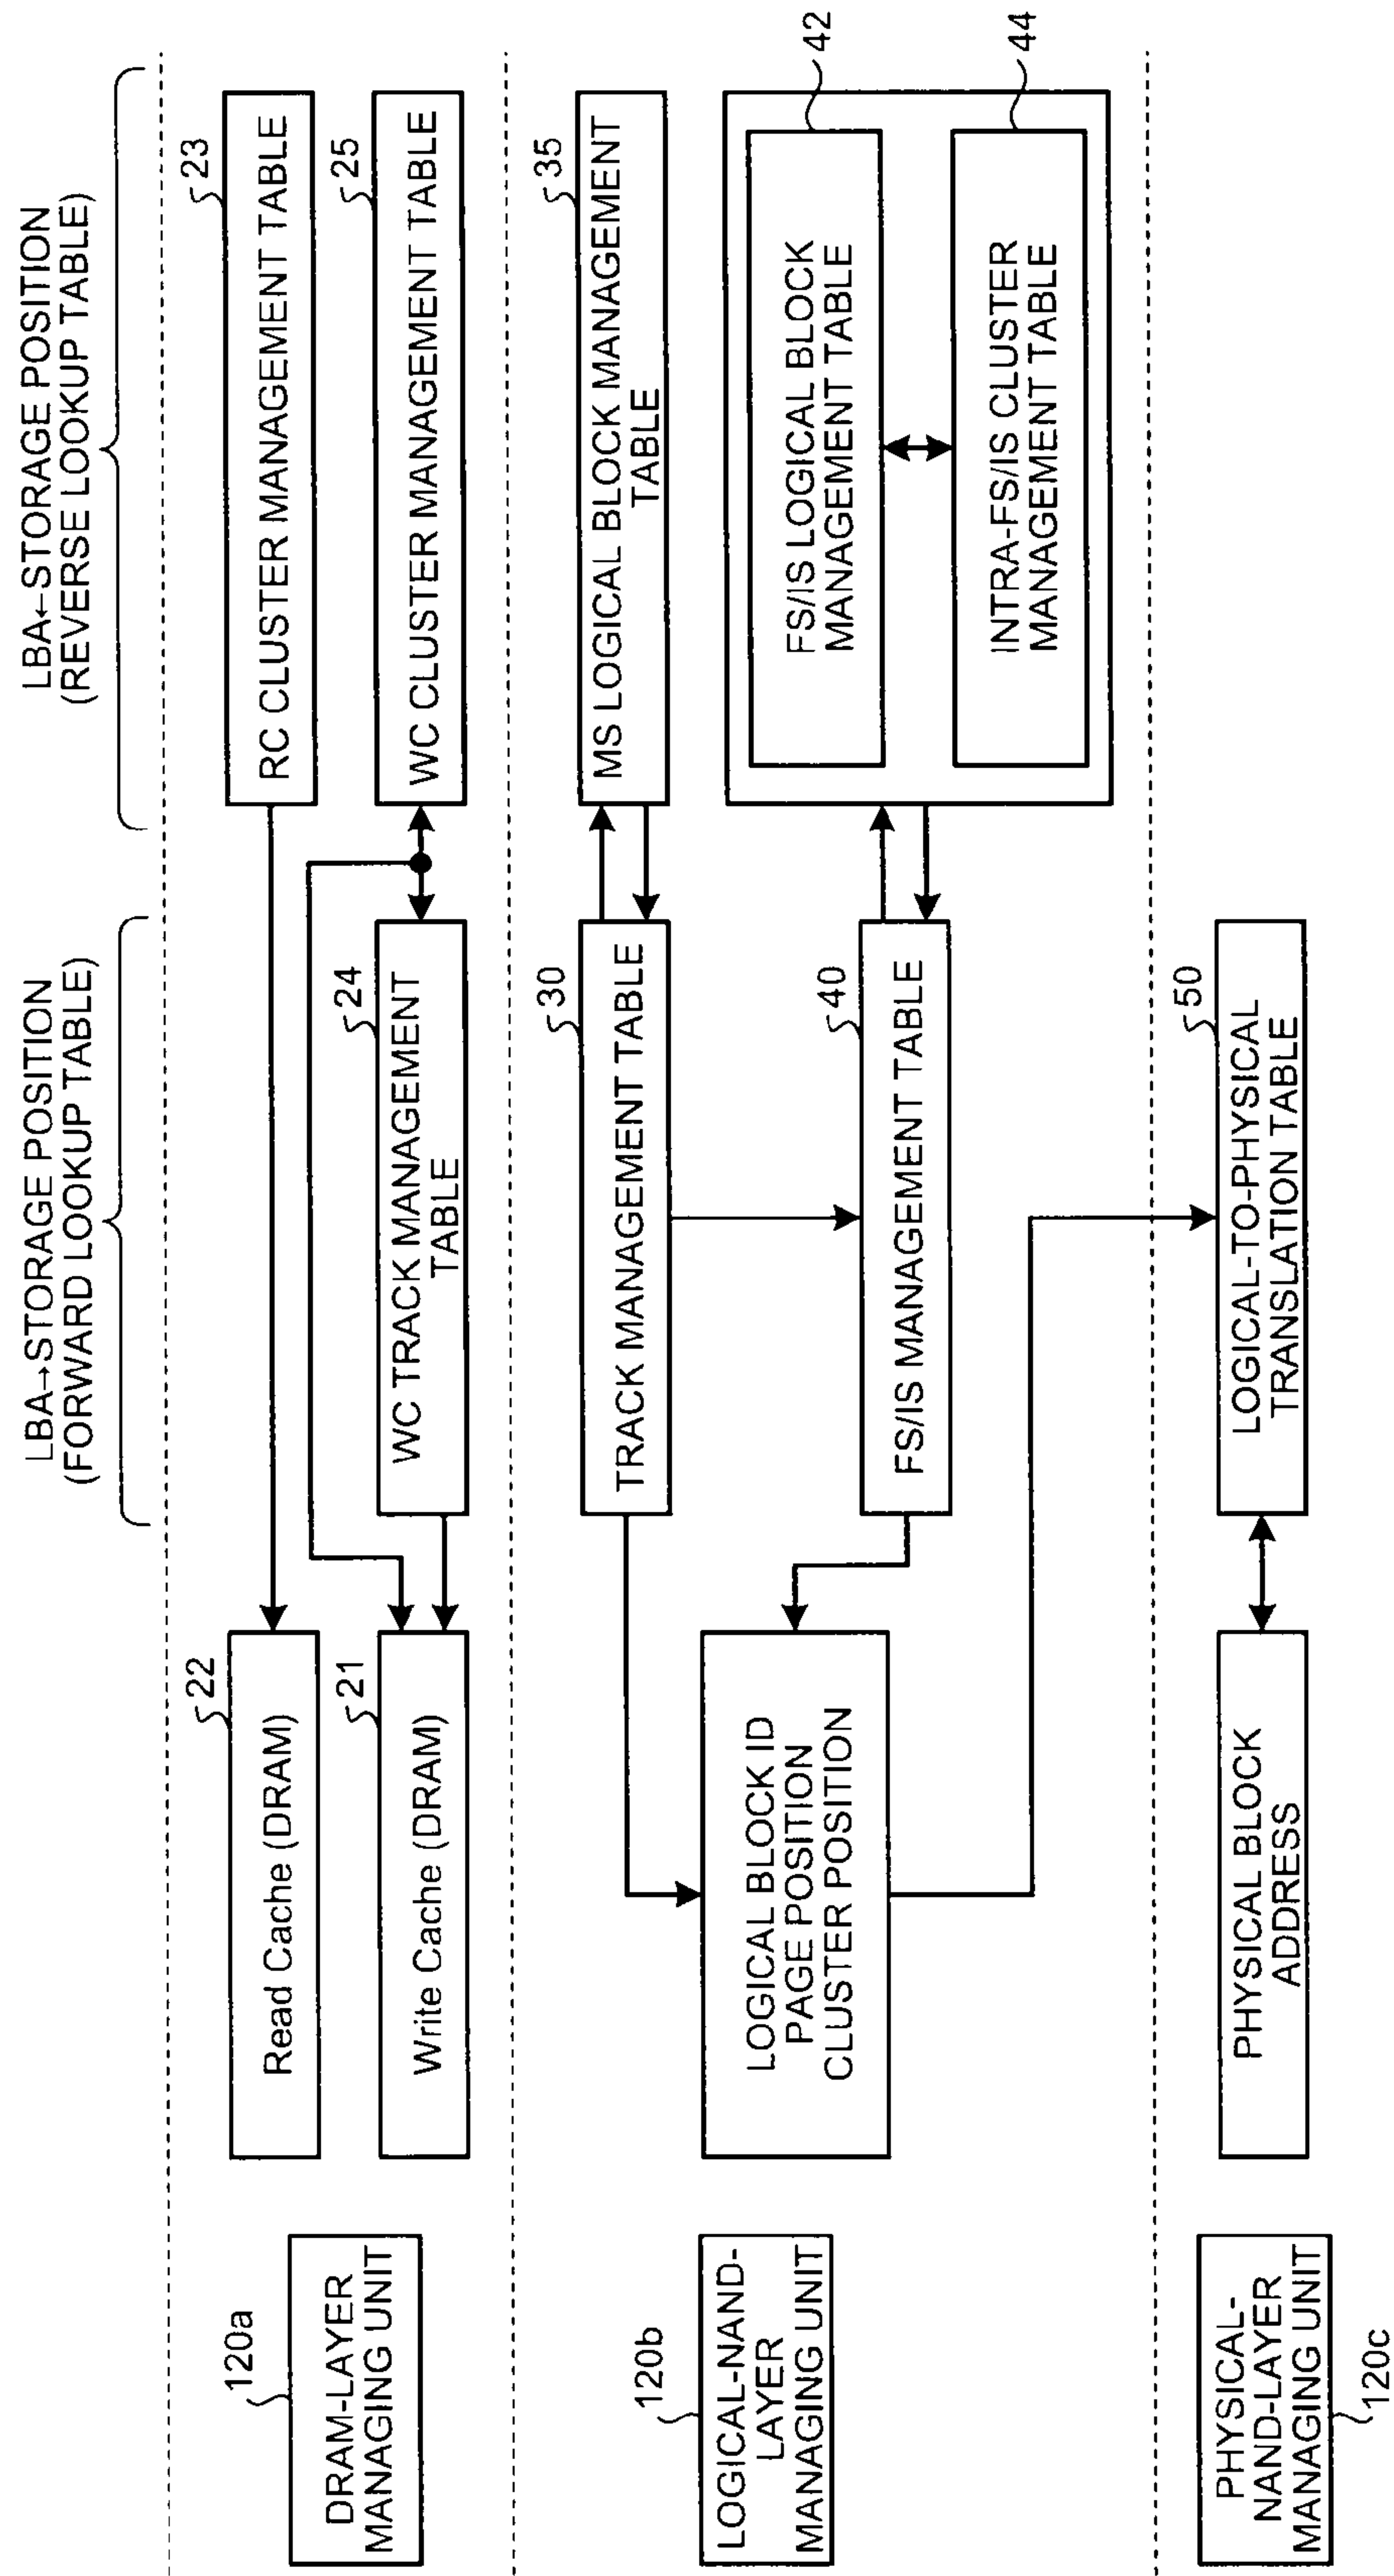 LBA→STORAGE POSITION
(FORWARD LOOKUP TABLE)
LBA←STORAGE POSITION
(REVERSE LOOKUP TABLE)
120a
DRAM-LAYER
MANAGING UNIT
22
Read Cache (DRAM)
23
RC CLUSTER MANAGEMENT TABLE
21
Write Cache (DRAM)
24
WC TRACK MANAGEMENT
TABLE
25
WC CLUSTER MANAGEMENT TABLE
120b
LOGICAL-NAND-
LAYER
MANAGING UNIT
30
TRACK MANAGEMENT TABLE
35
MS LOGICAL BLOCK MANAGEMENT
TABLE
LOGICAL BLOCK ID
PAGE POSITION
CLUSTER POSITION
40
FS/IS MANAGEMENT TABLE
42
FS/IS LOGICAL BLOCK
MANAGEMENT TABLE
44
INTRA-FS/IS CLUSTER
MANAGEMENT TABLE
PHYSICAL-
NAND-LAYER
MANAGING UNIT
120c
PHYSICAL BLOCK
ADDRESS
50
LOGICAL-TO-PHYSICAL
TRANSLATION TABLE